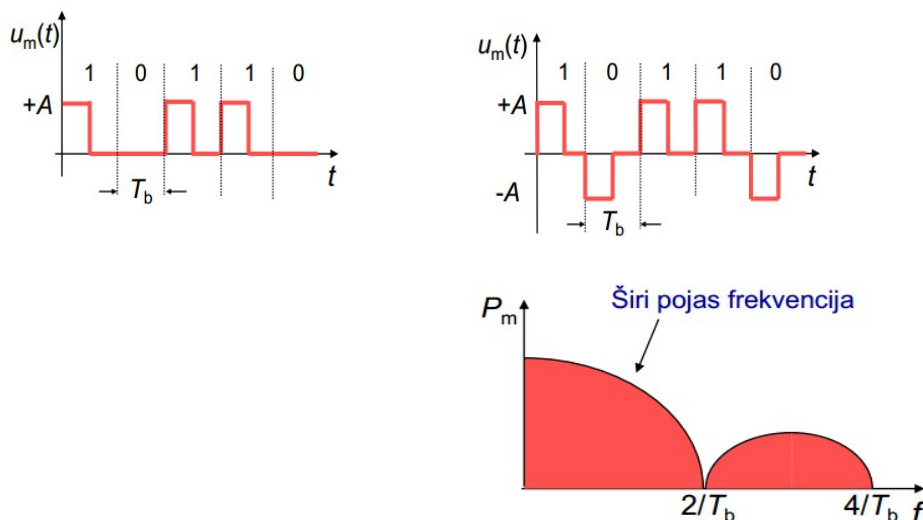 u_m(t)
1 0 1 1 0
+A
T_b
t
u_m(t)
1 0 1 1 0
+A
-A
T_b
t
Širi pojas frekvencija
P_m
2/T_b
4/T_b
f